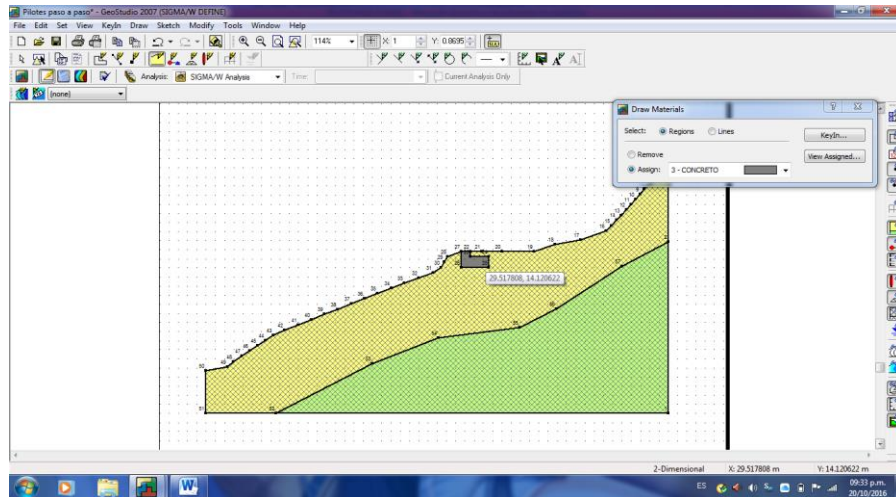 Pilotes paso a paso* - GeoStudio 2007 (SIGMA/W DEFINE)
File Edit Set View KeyIn Draw Sketch Modify Tools Window Help
114% X: 1 Y: 0.8695
Analysis: SIGMA/W Analysis Time: Current Analysis Only
(none)
Draw Materials
Select: Regions Lines KeyIn...
Remove View Assigned...
Assign: 3 - CONCRETO
29.517808, 14.120622
2-Dimensional X: 29.517808 m Y: 14.120622 m
ES 09:33 p.m.
20/10/2016